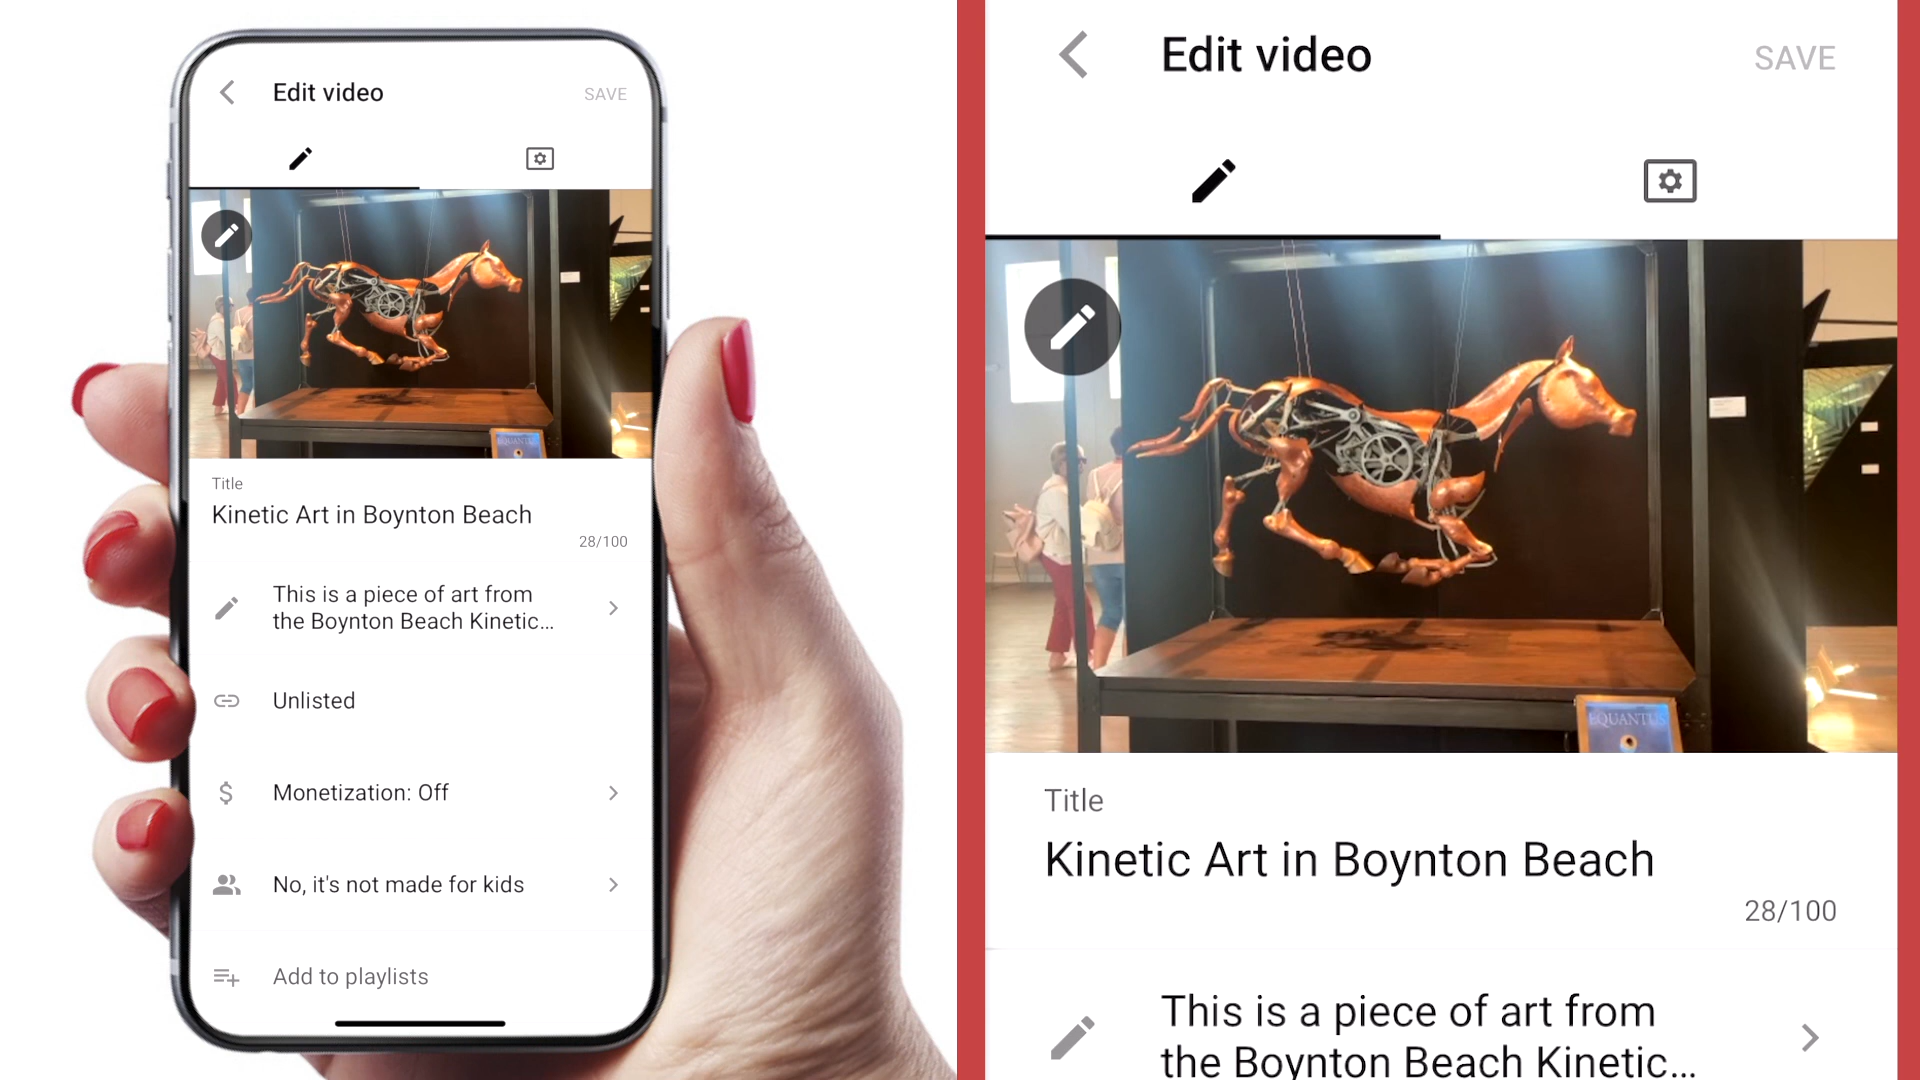 Edit video
SAVE
EQUANTUS
Title
Kinetic Art in Boynton Beach
28/100
This is a piece of art from
the Boynton Beach Kinetic...
Unlisted
Monetization: Off
No, it's not made for kids
Add to playlists
Edit video
SAVE
EQUANTUS
Title
Kinetic Art in Boynton Beach
28/100
This is a piece of art from
the Boynton Beach Kinetic...